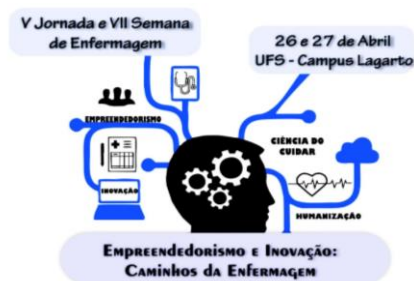 V Jornada e VII Semana
de Enfermagem
26 e 27 de Abril
UFS - Campus Lagarto
EMPREENDEDORISMO
CIÊNCIA DO
CUIDAR
INOVAÇÃO
HUMANIZAÇÃO
Empreendedorismo e Inovação:
Caminhos da Enfermagem